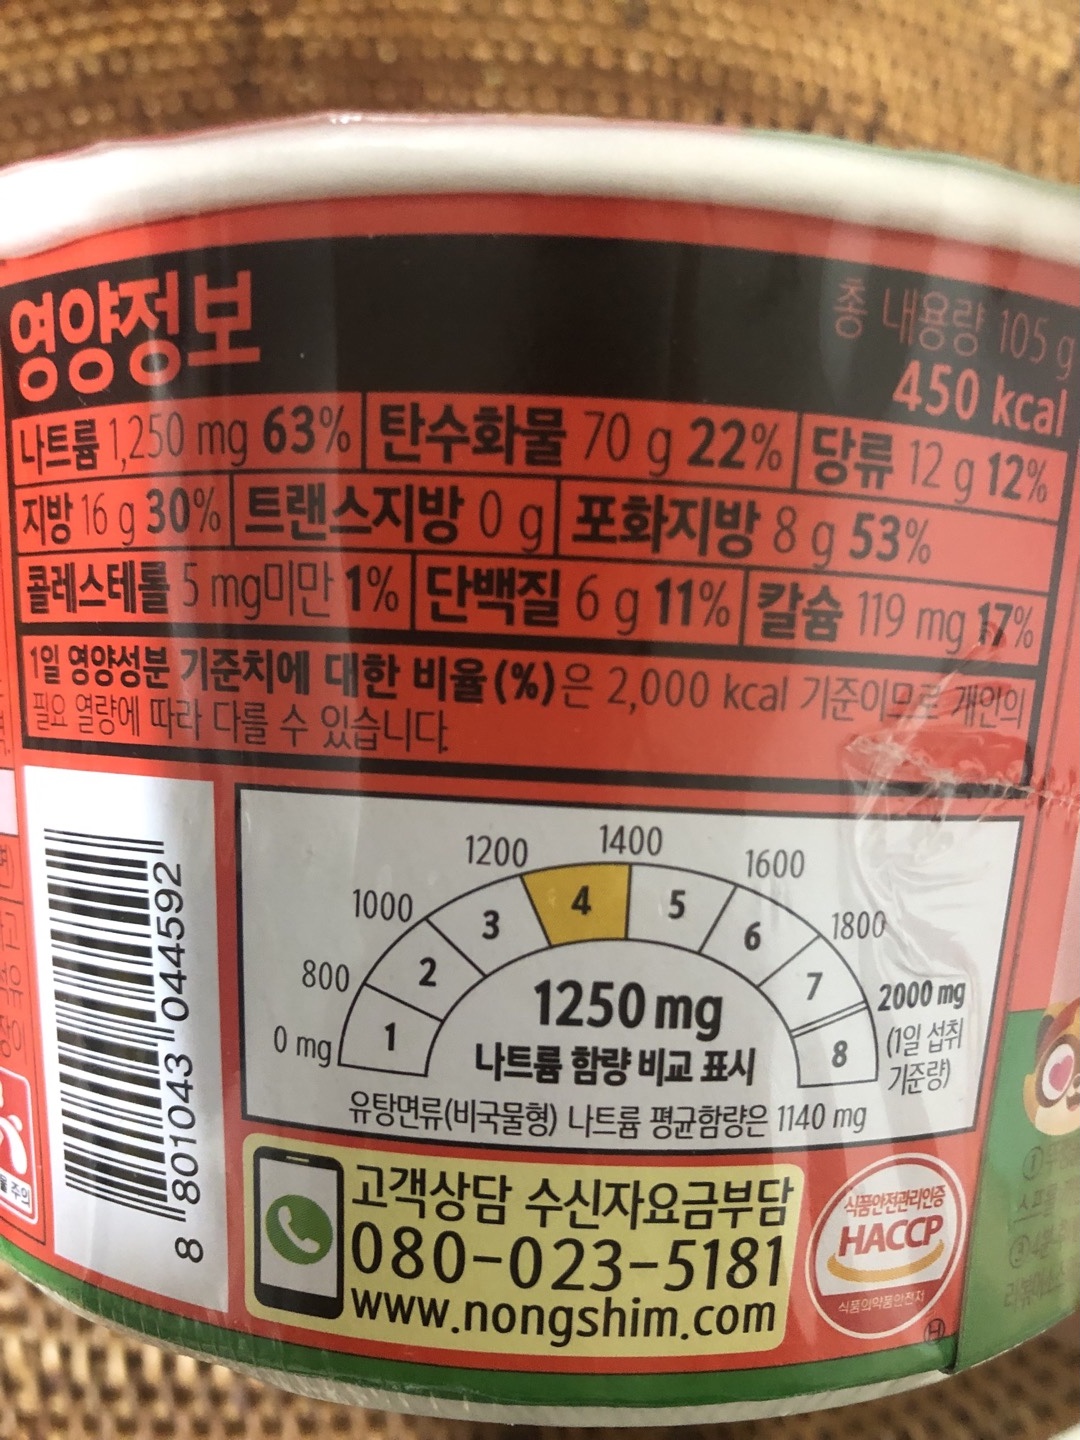 영양정보
총 내용량 105 g
450 kcal
나트륨 1,250 mg 63% 탄수화물 70 g 22% 당류 12 g 12%
지방 16 g 30% 트랜스지방 0 g 포화지방 8 g 53%
콜레스테롤 5 mg미만 1% 단백질 6 g 11% 칼슘 119 mg 17%
1일 영양성분 기준치에 대한 비율(%)은 2,000 kcal 기준이므로 개인의
필요 열량에 따라 다를 수 있습니다.
8 801043 044592
0 mg 800 1000 1200 1400 1600 1800 2000 mg
(1일 섭취
기준량)
1 2 3 4 5 6 7 8
1250 mg
나트륨 함량 비교 표시
유탕면류(비국물형) 나트륨 평균함량은 1140 mg
고객상담 수신자요금부담
080-023-5181
www.nongshim.com
식품안전관리인증
HACCP
식품의약품안전처
H